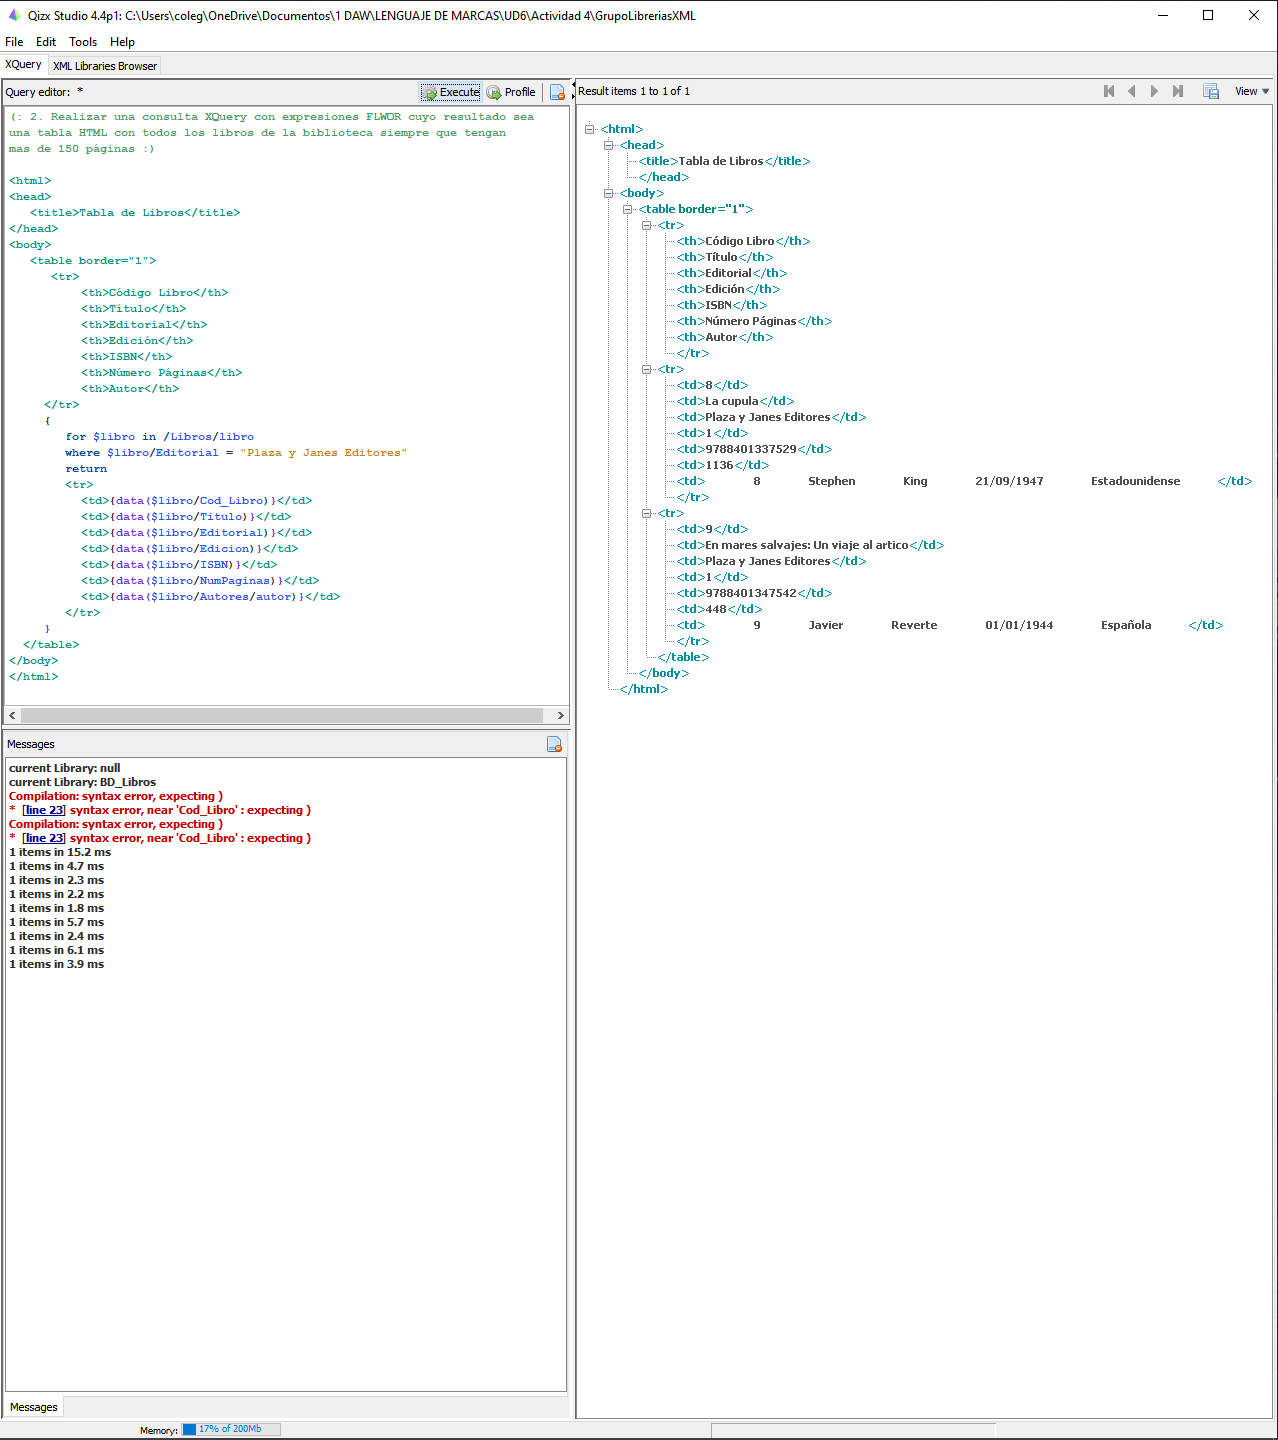 Qizx Studio 4.4p1: C:\Users\coleg\OneDrive\Documentos\1 DAW\LENGUAJE DE MARCAS\UD6\Actividad 4\GrupoLibreriasXML
File Edit Tools Help
XQuery XML Libraries Browser
Query editor: * Execute Profile
(: 2. Realizar una consulta XQuery con expresiones FLWOR cuyo resultado sea
una tabla HTML con todos los libros de la biblioteca siempre que tengan
mas de 150 páginas :)
<html>
<head>
<title>Tabla de Libros</title>
</head>
<body>
<table border="1">
<tr>
<th>Código Libro</th>
<th>Título</th>
<th>Editorial</th>
<th>Edición</th>
<th>ISBN</th>
<th>Número Páginas</th>
<th>Autor</th>
</tr>
{
for $libro in /Libros/libro
where $libro/Editorial = "Plaza y Janes Editores"
return
<tr>
<td>{data($libro/Cod_Libro)}</td>
<td>{data($libro/Titulo)}</td>
<td>{data($libro/Editorial)}</td>
<td>{data($libro/Edicion)}</td>
<td>{data($libro/ISBN)}</td>
<td>{data($libro/NumPaginas)}</td>
<td>{data($libro/Autores/autor)}</td>
</tr>
}
</table>
</body>
</html>
Messages
current Library: null
current Library: BD_Libros
Compilation: syntax error, expecting )
* [line 23] syntax error, near 'Cod_Libro' : expecting )
Compilation: syntax error, expecting )
* [line 23] syntax error, near 'Cod_Libro' : expecting )
1 items in 15.2 ms
1 items in 4.7 ms
1 items in 2.3 ms
1 items in 2.2 ms
1 items in 1.8 ms
1 items in 5.7 ms
1 items in 2.4 ms
1 items in 6.1 ms
1 items in 3.9 ms
Messages
Result items 1 to 1 of 1 View
<html>
<head>
<title>Tabla de Libros</title>
</head>
<body>
<table border="1">
<tr>
<th>Código Libro</th>
<th>Título</th>
<th>Editorial</th>
<th>Edición</th>
<th>ISBN</th>
<th>Número Páginas</th>
<th>Autor</th>
</tr>
<tr>
<td>8</td>
<td>La cupula</td>
<td>Plaza y Janes Editores</td>
<td>1</td>
<td>9788401337529</td>
<td>1136</td>
<td> 8 Stephen King 21/09/1947 Estadounidense </td>
</tr>
<tr>
<td>9</td>
<td>En mares salvajes: Un viaje al artico</td>
<td>Plaza y Janes Editores</td>
<td>1</td>
<td>9788401347542</td>
<td>448</td>
<td> 9 Javier Reverte 01/01/1944 Española </td>
</tr>
</table>
</body>
</html>
Memory: 17% of 200Mb